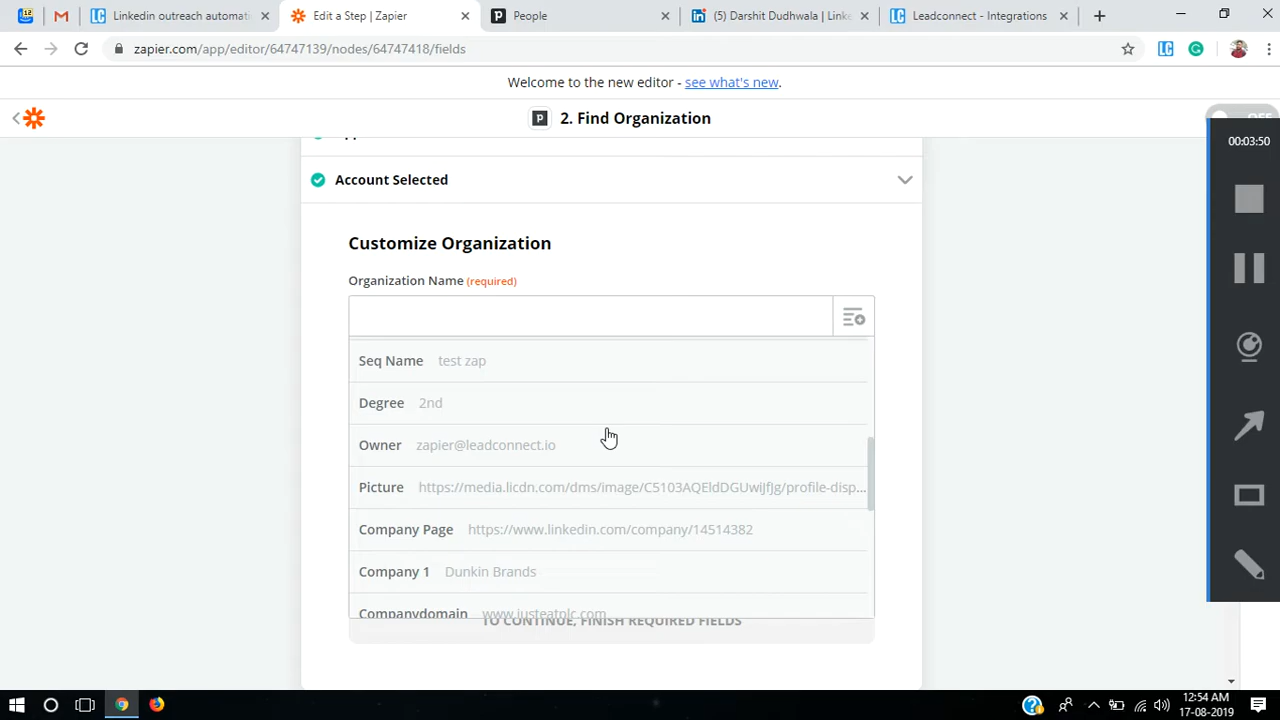 Linkedin outreach automati
Edit a Step | Zapier
People
(5) Darshit Dudhwala | Linke
Leadconnect - Integrations
zapier.com/app/editor/64747139/nodes/64747418/fields
Welcome to the new editor - see what's new.
2. Find Organization
OFF
00:03:50
Account Selected
Customize Organization
Organization Name (required)
Seq Name test zap
Degree 2nd
Owner zapier@leadconnect.io
Picture https://media.licdn.com/dms/image/C5103AQEldDGUwiJfJg/profile-disp...
Company Page https://www.linkedin.com/company/14514382
Company 1 Dunkin Brands
Companydomain www.justeatplc.com
TO CONTINUE, FINISH REQUIRED FIELDS
12:54 AM
17-08-2019